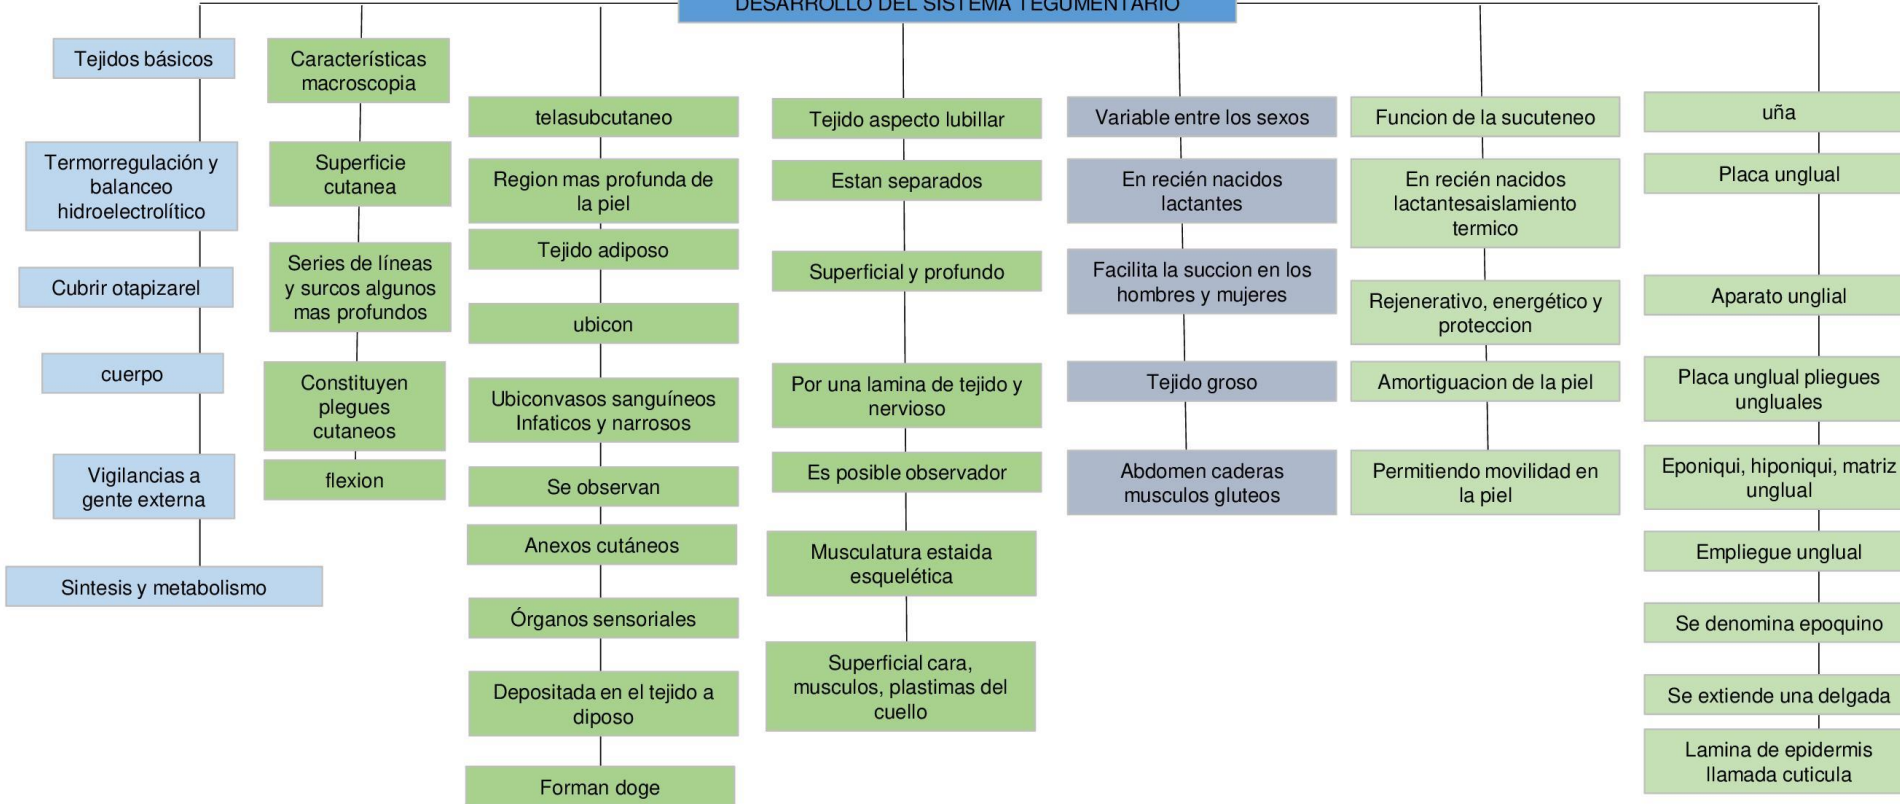 DESARROLLO DEL SISTEMA TEGUMENTARIO
Tejidos básicos
Termorregulación y
balanceo
hidroelectrolítico
Cubrir otapizarel
cuerpo
Vigilancias a
gente externa
Sintesis y metabolismo
Características
macroscopia
Superficie
cutanea
Series de líneas
y surcos algunos
mas profundos
Constituyen
plegues
cutaneos
flexion
telasubcutaneo
Region mas profunda de
la piel
Tejido adiposo
ubicon
Ubiconvasos sanguíneos
Infaticos y narrosos
Se observan
Anexos cutáneos
Órganos sensoriales
Depositada en el tejido a
diposo
Forman doge
Tejido aspecto lubillar
Estan separados
Superficial y profundo
Por una lamina de tejido y
nervioso
Es posible observador
Musculatura estaida
esquelética
Superficial cara,
musculos, plastimas del
cuello
Variable entre los sexos
En recién nacidos
lactantes
Facilita la succion en los
hombres y mujeres
Tejido groso
Abdomen caderas
musculos gluteos
Funcion de la sucuteneo
En recién nacidos
lactantesaislamiento
termico
Rejenerativo, energético y
proteccion
Amortiguacion de la piel
Permitiendo movilidad en
la piel
uña
Placa unglual
Aparato unglial
Placa unglual pliegues
ungluales
Eponiqui, hiponiqui, matriz
unglual
Empliegue unglual
Se denomina epoquino
Se extiende una delgada
Lamina de epidermis
llamada cuticula